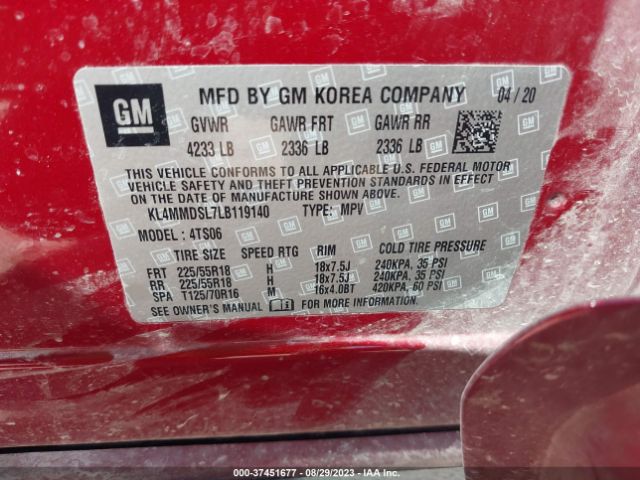 GM
MFD BY GM KOREA COMPANY 04/20
GVWR GAWR FRT GAWR RR
4233 LB 2336 LB 2336 LB
THIS VEHICLE CONFORMS TO ALL APPLICABLE U.S. FEDERAL MOTOR
VEHICLE SAFETY AND THEFT PREVENTION STANDARDS IN EFFECT
ON THE DATE OF MANUFACTURE SHOWN ABOVE.
KL4MMDSL7LB119140 TYPE: MPV
MODEL: 4TS06
TIRE SIZE SPEED RTG RIM COLD TIRE PRESSURE
FRT 225/55R18 H 18x7.5J 240KPA, 35 PSI
RR 225/55R18 H 18x7.5J 240KPA, 35 PSI
SPA T125/70R16 M 16x4.0BT 420KPA, 60 PSI
SEE OWNER'S MANUAL FOR MORE INFORMATION.
000-37451677 - 08/29/2023 - IAA Inc.